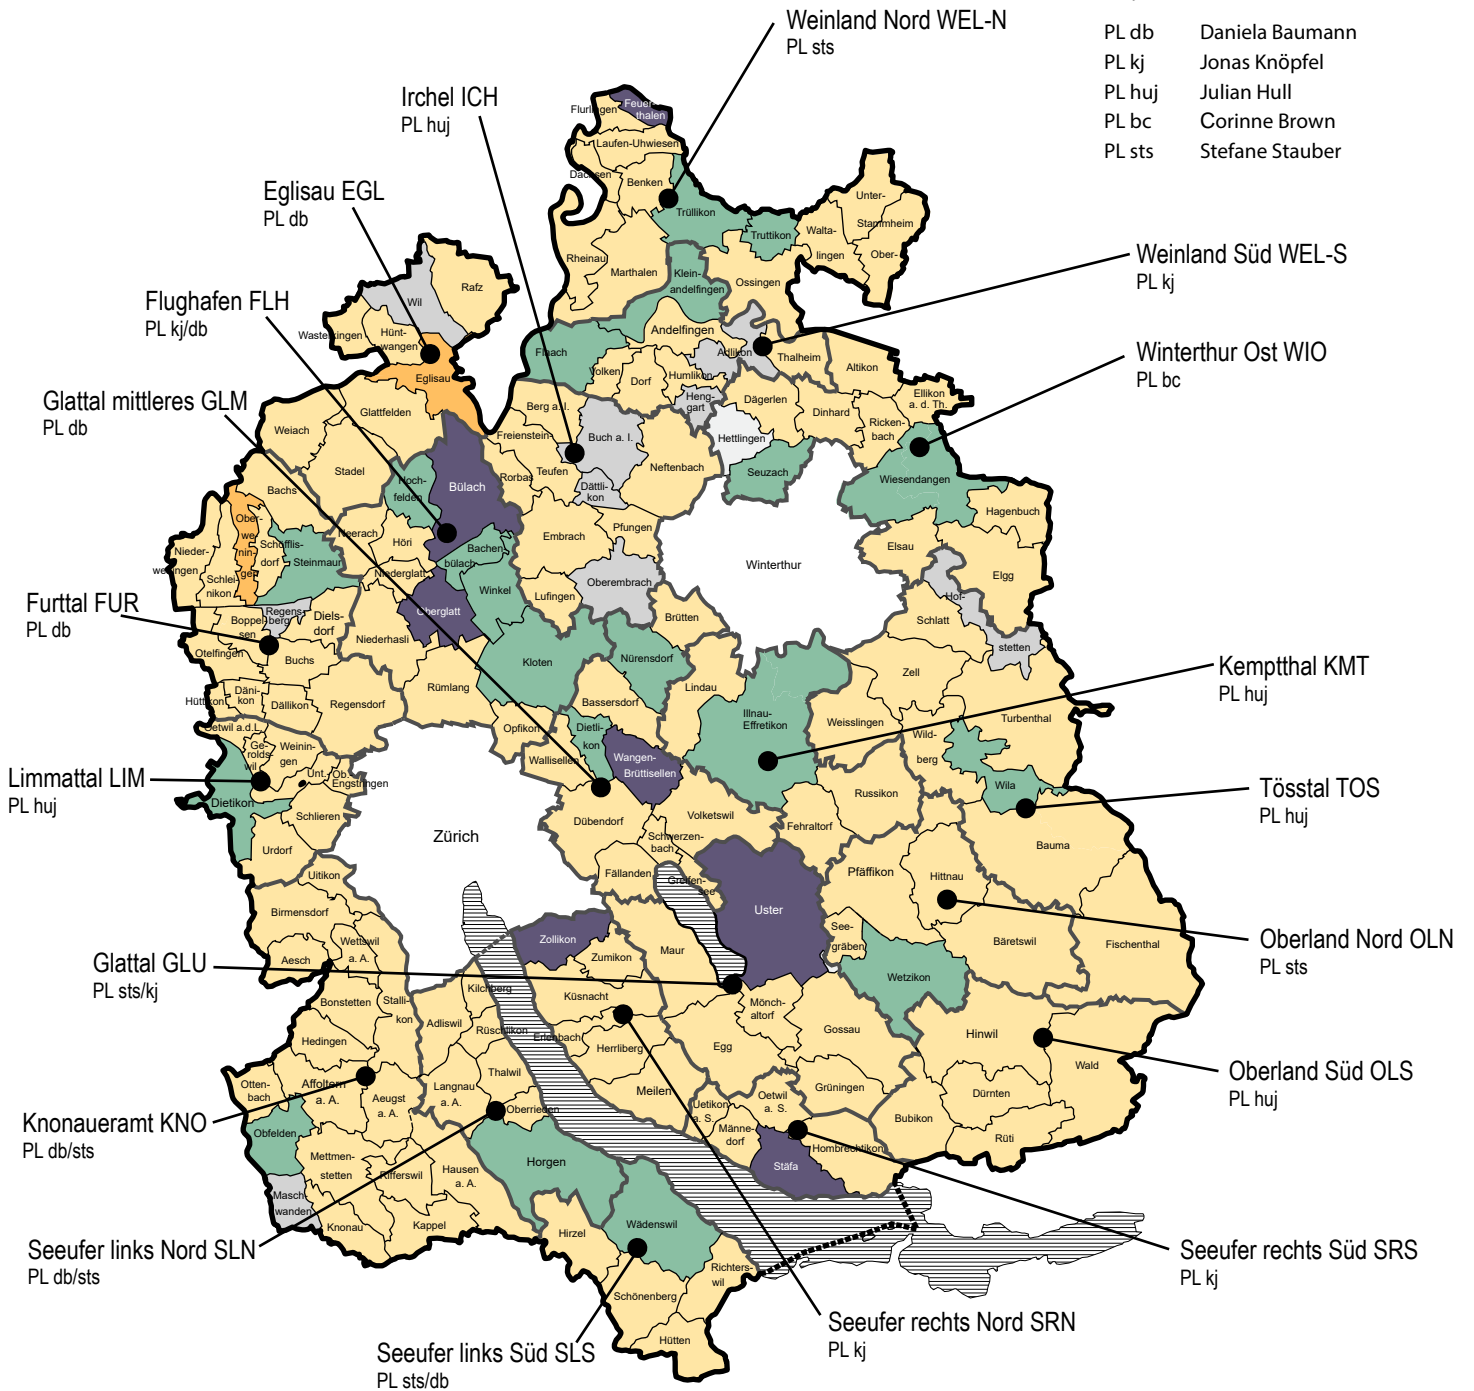 Weinland Nord WEL-N
PL sts
PL db Daniela Baumann
PL kj Jonas Knöpfel
PL huj Julian Hull
PL bc Corinne Brown
PL sts Stefane Stauber
Irchel ICH
PL huj
Eglisau EGL
PL db
Flughafen FLH
PL kj/db
Glattal mittleres GLM
PL db
Furttal FUR
PL db
Limmattal LIM
PL huj
Glattal GLU
PL sts/kj
Knonaueramt KNO
PL db/sts
Seeufer links Nord SLN
PL db/sts
Seeufer links Süd SLS
PL sts/db
Seeufer rechts Nord SRN
PL kj
Seeufer rechts Süd SRS
PL kj
Oberland Süd OLS
PL huj
Oberland Nord OLN
PL sts
Tösstal TOS
PL huj
Kemptthal KMT
PL huj
Winterthur Ost WIO
PL bc
Weinland Süd WEL-S
PL kj
Flurlingen
Feuer-
thalen
Laufen-Uhwiesen
Dachsen
Benken
Trüllikon
Truttikon
Unter-
Stammheim
Ober-
Walta-
lingen
Rheinau
Marthalen
Klein-
andelfingen
Ossingen
Andelfingen
Adlikon
Thalheim
Altikon
Flaach
Volken
Dorf
Humlikon
Heng-
gart
Dägerlen
Dinhard
Ricken-
bach
Ellikon
a. d. Th.
Hettlingen
Seuzach
Wiesendangen
Hagenbuch
Elsau
Elgg
Hof-
stetten
Schlatt
Zell
Turbenthal
Wild-
berg
Wila
Weisslingen
Russikon
Bauma
Fischenthal
Bäretswil
Hittnau
Pfäffikon
Fehraltorf
Illnau-
Effretikon
Lindau
Winterthur
Brütten
Wil
Rafz
Wasterkingen
Hünt-
wangen
Eglisau
Glattfelden
Weiach
Stadel
Bachs
Hoch-
felden
Bülach
Berg a.I.
Freienstein-
Teufen
Rorbas
Buch a. I.
Dättli-
kon
Neftenbach
Pfungen
Embrach
Oberembrach
Lufingen
Neerach
Höri
Niederglatt
Bachen-
bülach
Winkel
Oberglatt
Niederhasli
Rümlang
Kloten
Nürensdorf
Bassersdorf
Opfikon
Dietli-
kon
Wangen-
Brüttisellen
Wallisellen
Dübendorf
Volketswil
Schwerzen-
bach
Fällanden
Greifen-
see
Uster
Nieder-
weningen
Ober-
we-
nin-
gen
Schleinikon
Schöfflis-
dorf
Steinmaur
Regens-
berg
Diels-
dorf
Boppel-
sen
Otelfingen
Buchs
Hüttikon
Däni-
kon
Dällikon
Regensdorf
Oetwil a.d.L.
Ge-
rolds-
wil
Weinin-
gen
Unt.-
Ob.
Engstringen
Dietikon
Schlieren
Urdorf
Zürich
Uitikon
Birmensdorf
Aesch
Wettswil
a. A.
Bonstetten
Stalli-
kon
Hedingen
Otten-
bach
Affoltern
a. A.
Aeugst
a. A.
Obfelden
Mettmen-
stetten
Rifferswil
Hausen
a. A.
Masch-
wanden
Knonau
Kappel
Adliswil
Kilchberg
Rüschlikon
Thalwil
Langnau
a. A.
Oberrieden
Horgen
Hirzel
Wädenswil
Richters-
wil
Schönenberg
Hütten
Zollikon
Zumikon
Maur
Küsnacht
Erlenbach
Herrliberg
Meilen
Egg
Mönch-
altorf
Gossau
Grüningen
Uetikon
a. S.
Oetwil
a. S.
Männe-
dorf
Stäfa
Hombrechtikon
See-
gräben
Wetzikon
Hinwil
Wald
Dürnten
Bubikon
Rüti